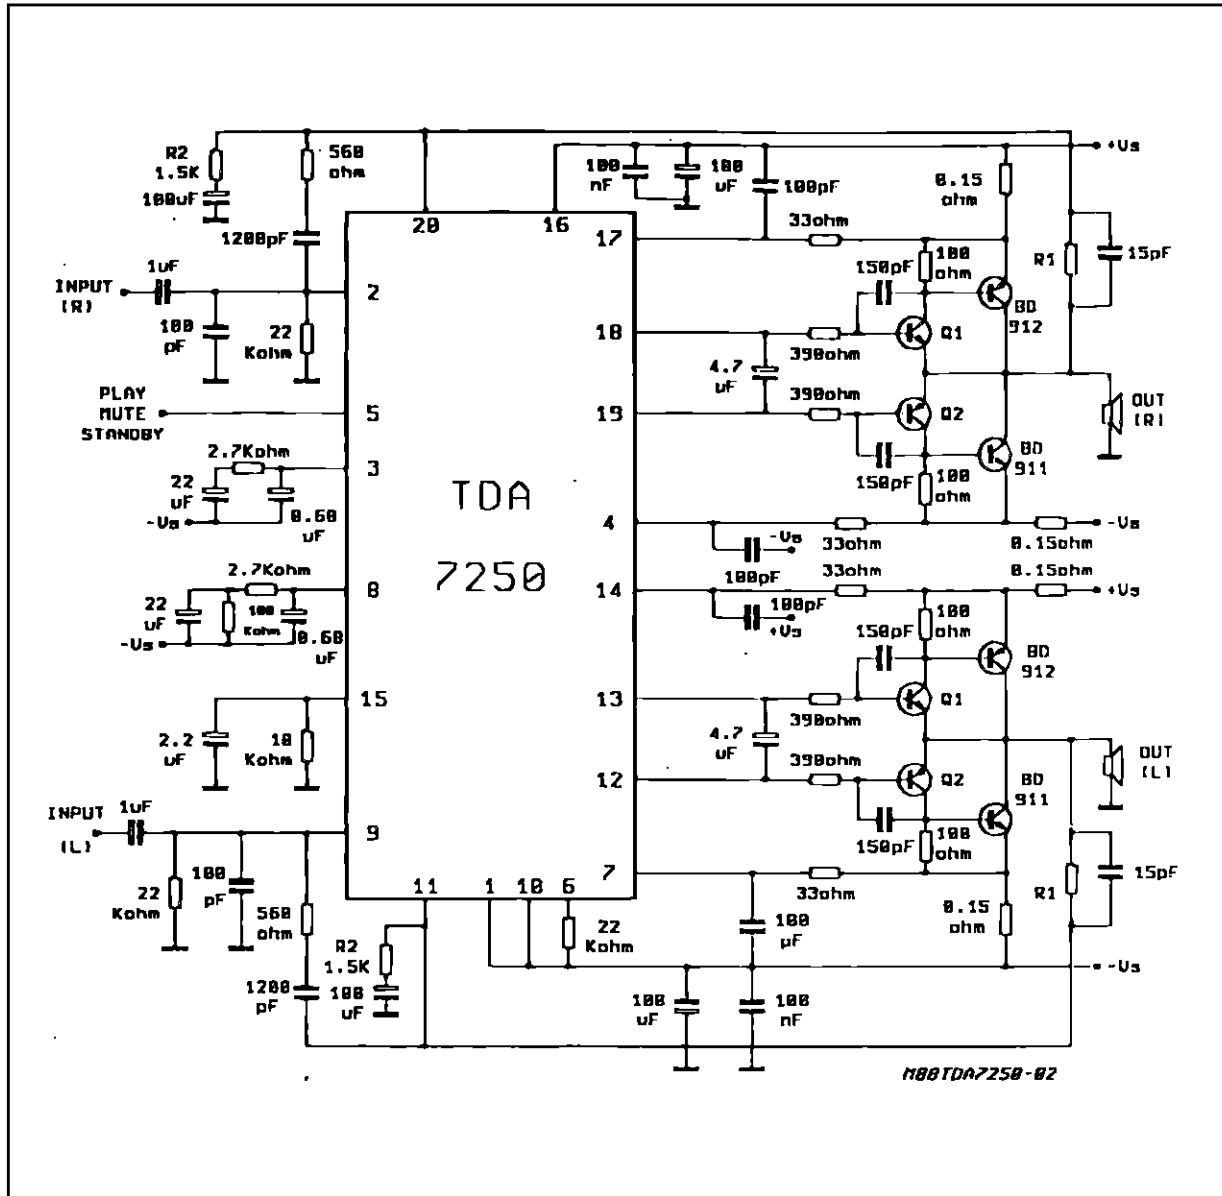 R2
1.5K
100uF
560
ohm
1200pF
1uF
INPUT
(R)
100
pF
22
Kohm
PLAY
MUTE
STANDBY
2.7Kohm
22
uF
-Vs
0.68
uF
2.7Kohm
22
uF
100
Kohm
-Vs
0.68
uF
2.2
uF
10
Kohm
INPUT
(L)
1uF
22
Kohm
100
pF
560
ohm
1200
pF
R2
1.5K
100
uF
20
16
2
5
3
8
15
9
11
1
10
6
17
18
19
4
14
13
12
7
TDA
7250
22
Kohm
100
nF
100
uF
100pF
33ohm
0.15
ohm
+Vs
150pF
100
ohm
BD
912
R1
15pF
390ohm
Q1
4.7
uF
390ohm
Q2
OUT
(R)
BD
911
150pF
100
ohm
-Vs
100pF
33ohm
0.15ohm
-Vs
33ohm
0.15ohm
+Vs
100pF
+Vs
150pF
100
ohm
BD
912
390ohm
Q1
4.7
uF
390ohm
Q2
OUT
(L)
BD
911
150pF
100
ohm
33ohm
R1
15pF
0.15
ohm
100
µF
-Vs
100
uF
100
nF
M88TDA7250-02